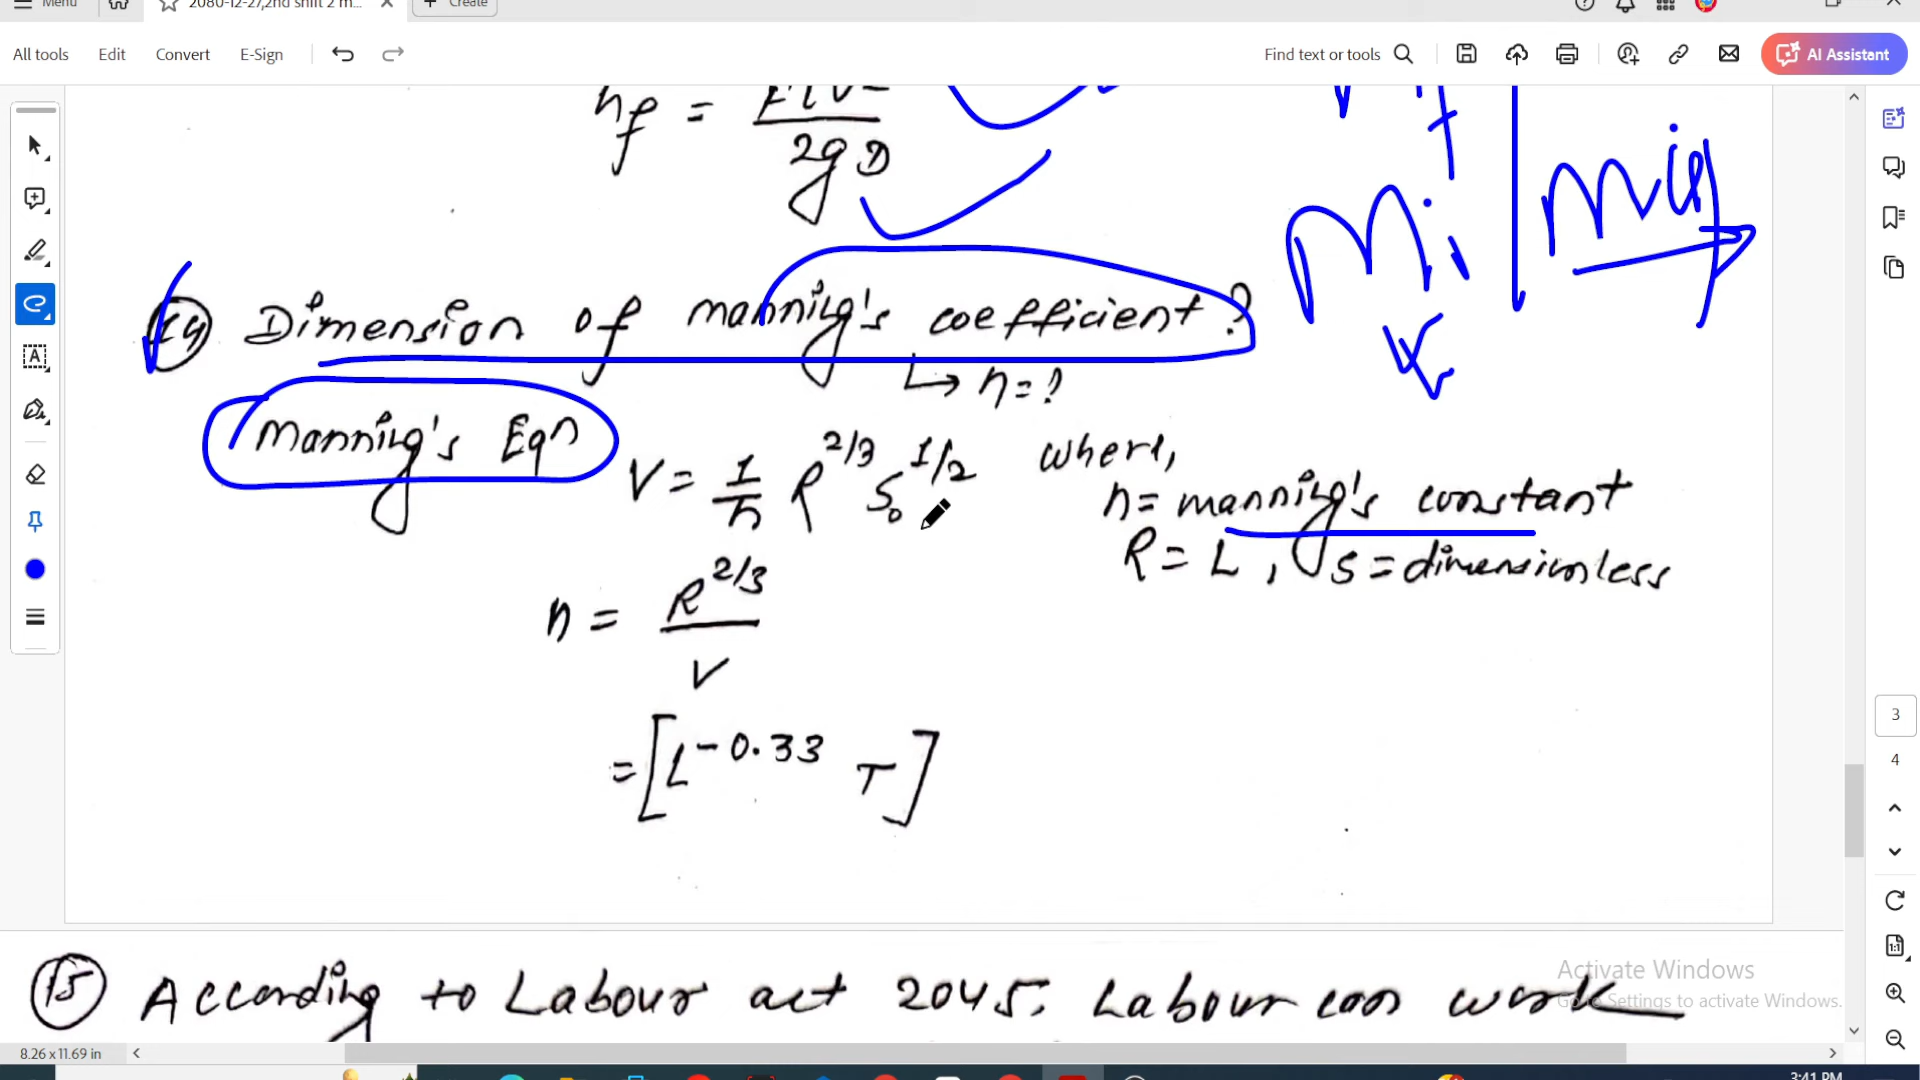 Menu
2080-12-27,2nd shift 2 m...
Create
All tools
Edit
Convert
E-Sign
Find text or tools
AI Assistant
hf = FlV²
2gD
Mi
Mi
14 Dimension of manning's coefficient?
↳ n=?
Manning's Eqn
V = 1/n R^2/3 S₀^1/2
where,
n = manning's constant
R = L, S = dimensionless
n = R^2/3
V
= [L^-0.33 T]
15 According to Labour act 2045. Labour can work
Activate Windows
Go to Settings to activate Windows.
3
4
8.26 x 11.69 in
3:41 PM